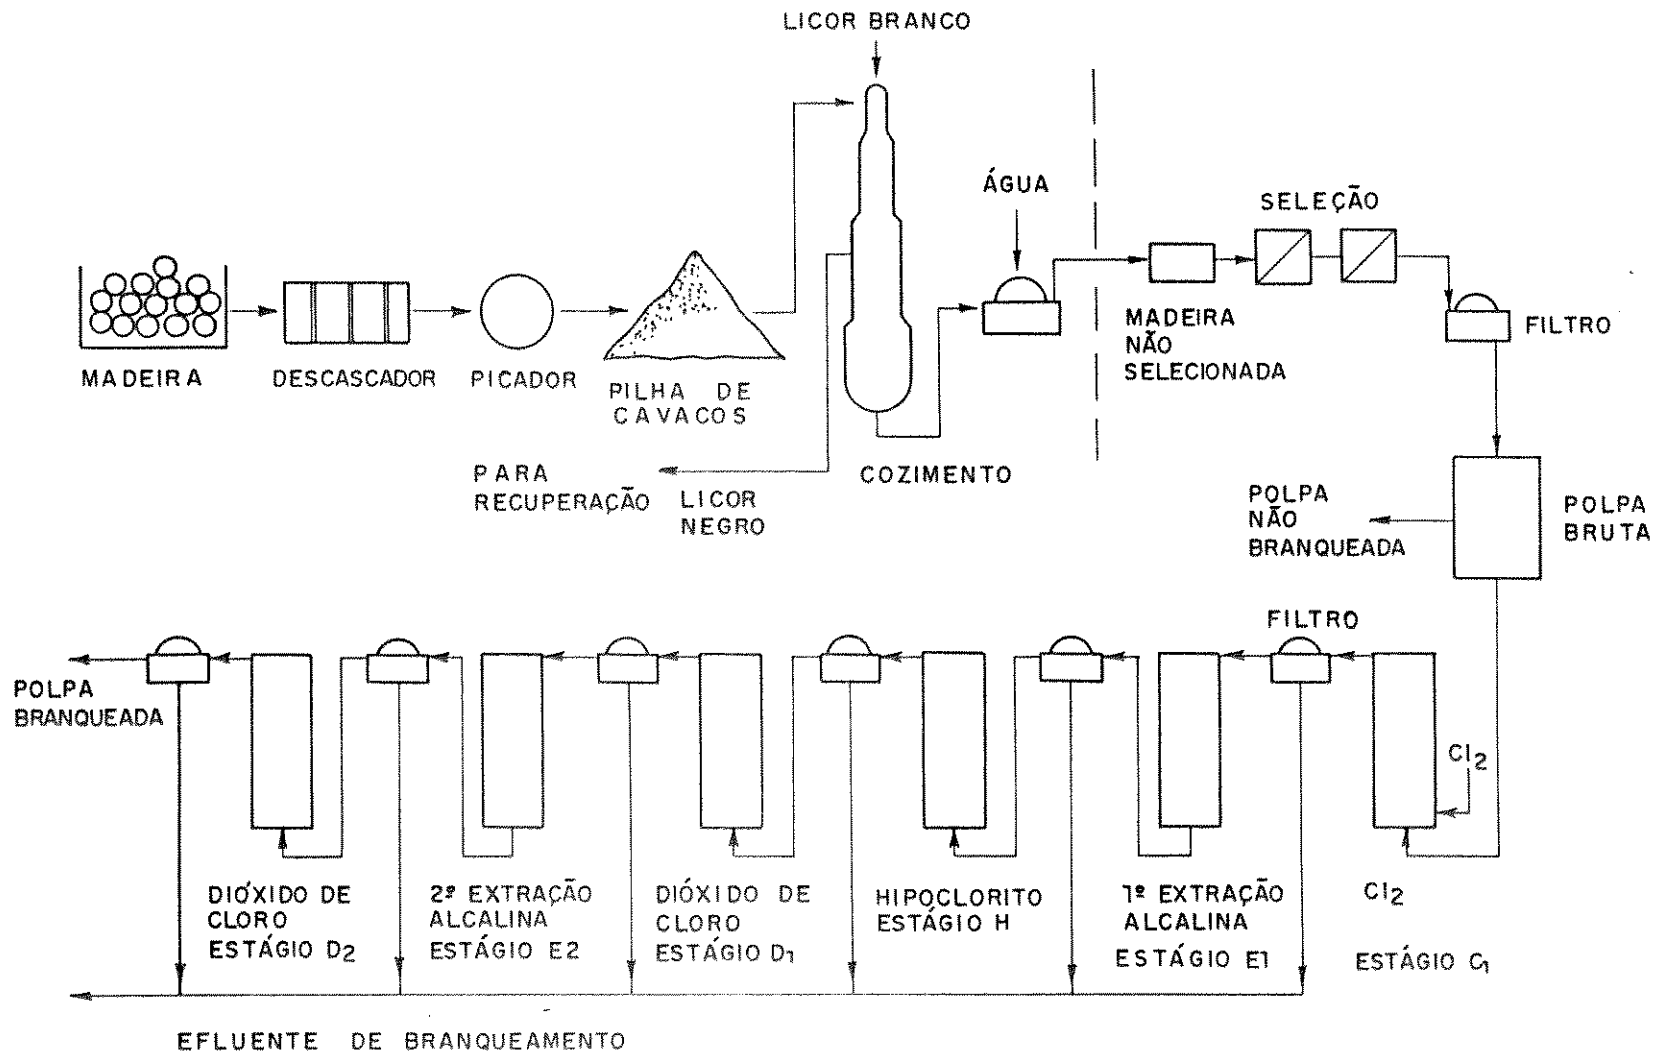 LICOR BRANCO
ÁGUA
SELEÇÃO
MADEIRA
DESCASCADOR
PICADOR
PILHA DE
CAVACOS
MADEIRA
NÃO
SELECIONADA
FILTRO
PARA
RECUPERAÇÃO
LICOR
NEGRO
COZIMENTO
POLPA
NÃO
BRANQUEADA
POLPA
BRUTA
FILTRO
POLPA
BRANQUEADA
Cl2
DIÓXIDO DE
CLORO
ESTÁGIO D2
2ª EXTRAÇÃO
ALCALINA
ESTÁGIO E2
DIÓXIDO DE
CLORO
ESTÁGIO D1
HIPOCLORITO
ESTÁGIO H
1ª EXTRAÇÃO
ALCALINA
ESTÁGIO E1
Cl2
ESTÁGIO C1
EFLUENTE DE BRANQUEAMENTO